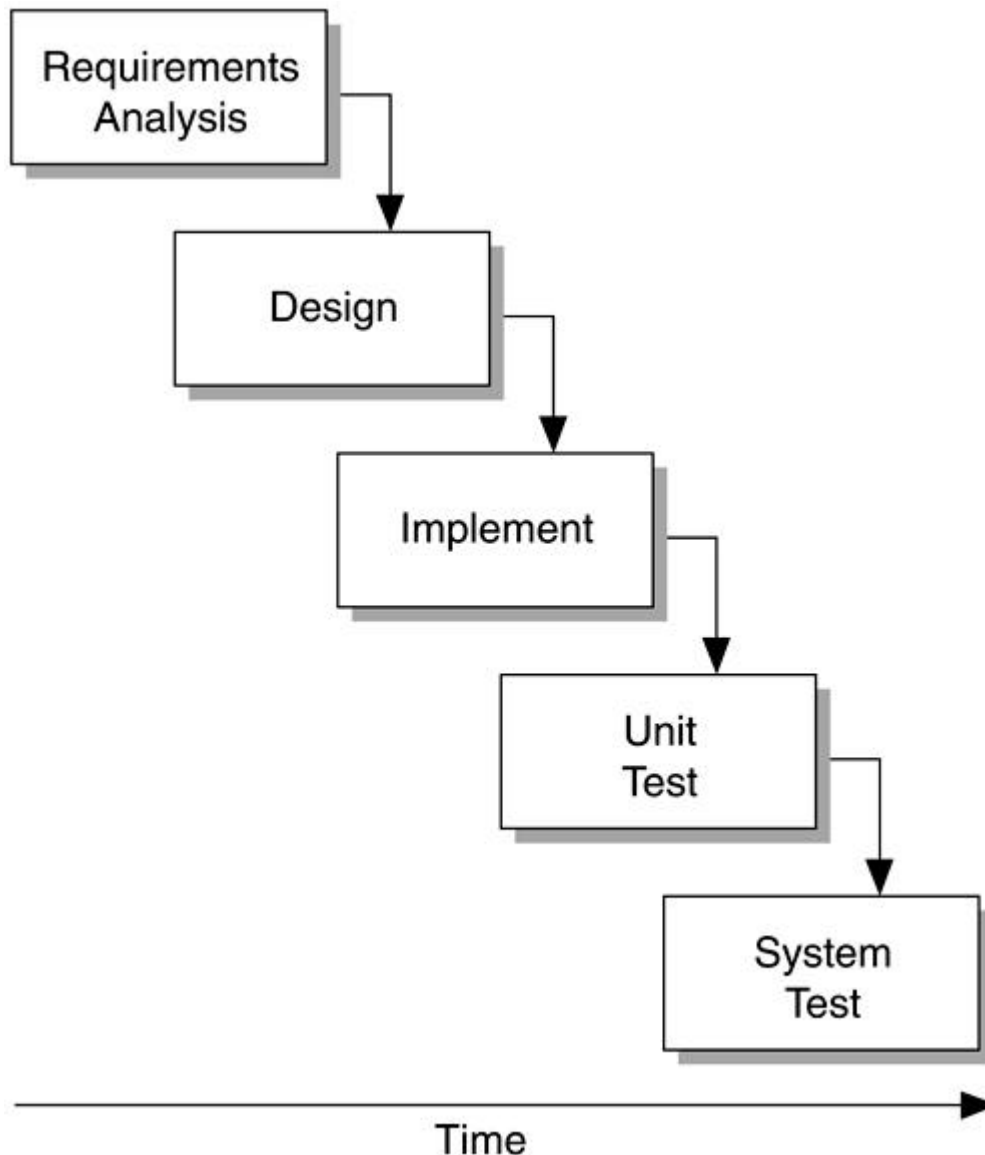 Requirements
Analysis
Design
Implement
Unit
Test
System
Test
Time